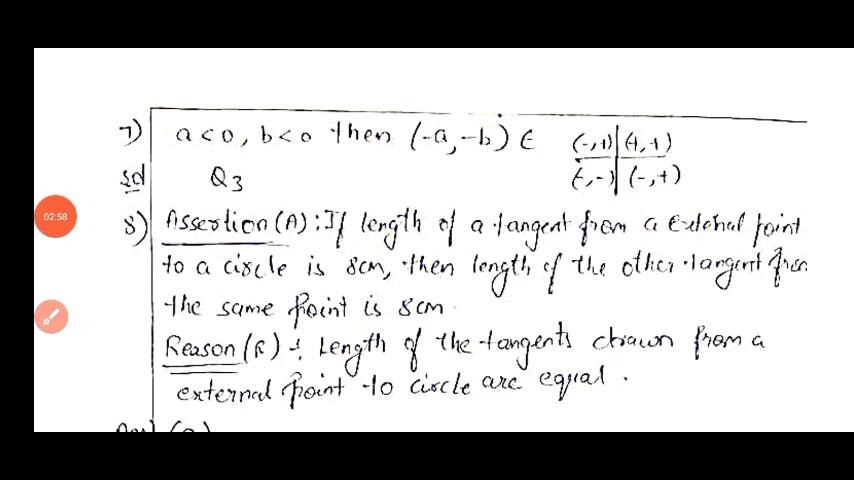 7) a<0, b<0 then (-a, -b) ∈ (-,+) (+,+)
Sol Q3 (-,-) (-,+)
8) Assertion (A) : If length of a tangent from a external point
to a circle is 8cm, then length of the other tangent from
the same point is 8cm.
Reason (R) : Length of the tangents drawn from a
external point to circle are equal.
02:58